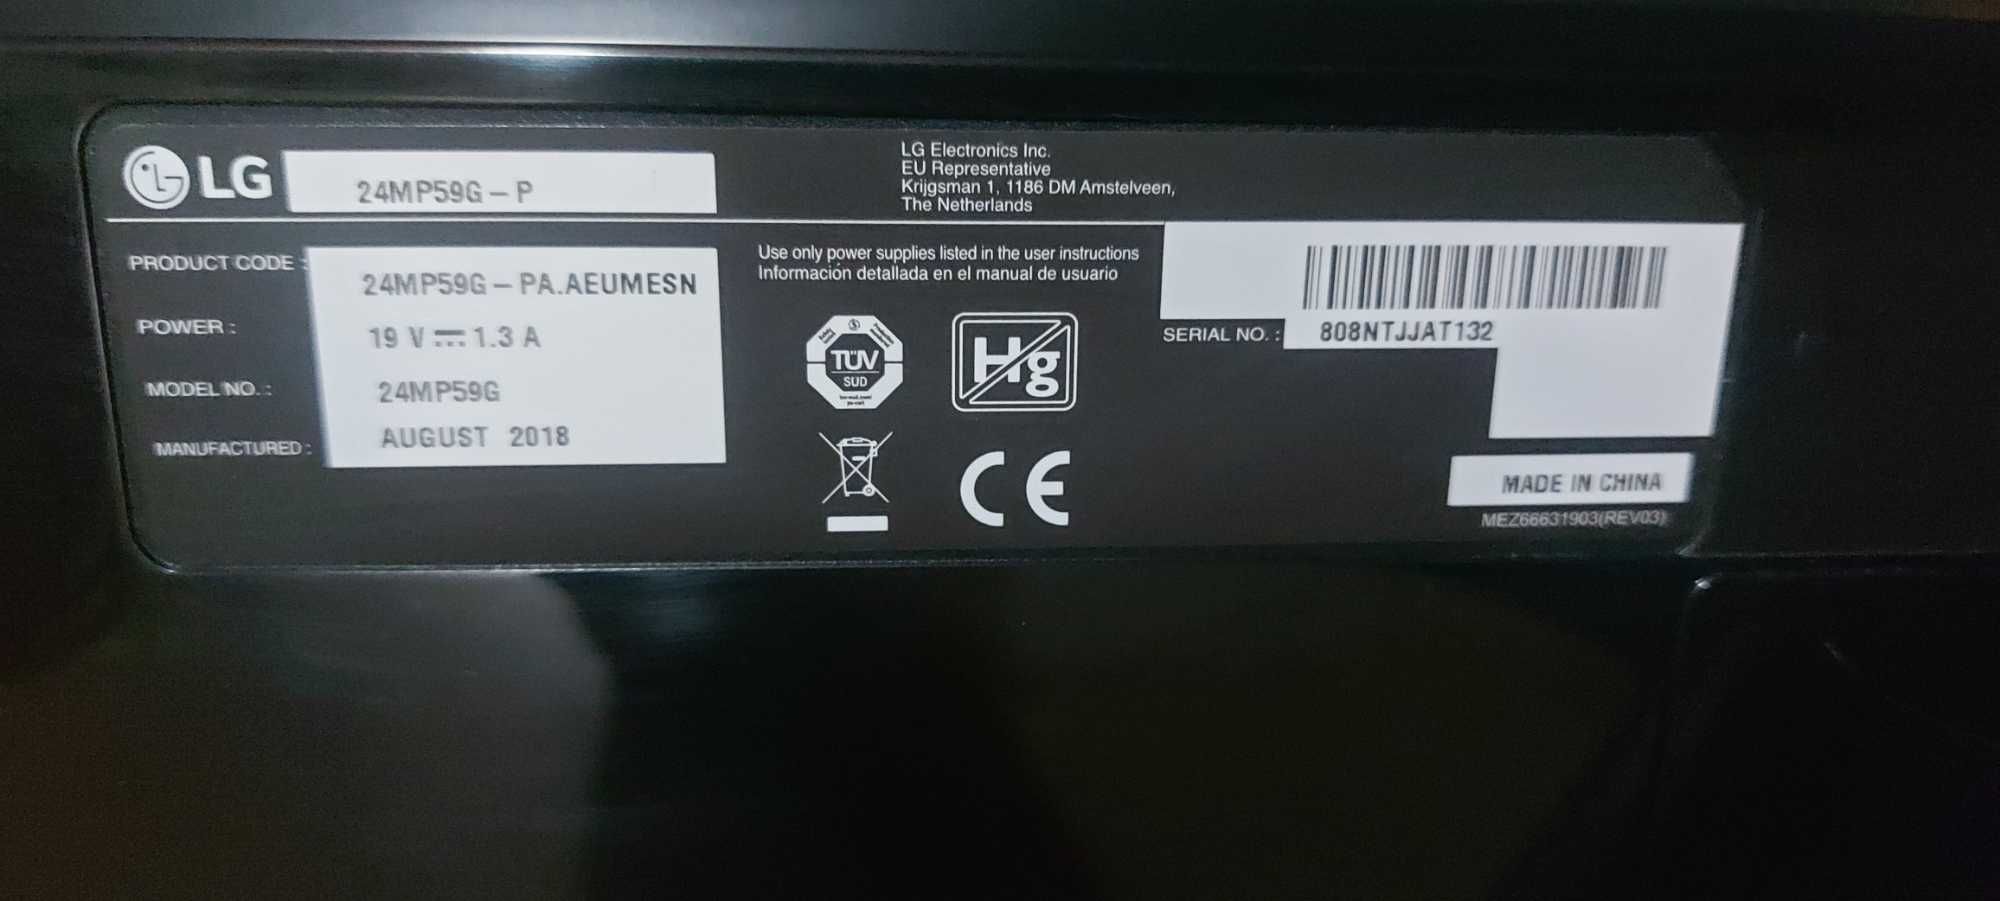 LG 24MP59G-P
LG Electronics Inc.
EU Representative
Krijgsman 1, 1186 DM Amstelveen,
The Netherlands
PRODUCT CODE : 24MP59G-PA.AEUMESN
POWER : 19 V ⎓ 1.3 A
MODEL NO. : 24MP59G
MANUFACTURED : AUGUST 2018
Use only power supplies listed in the user instructions
Información detallada en el manual de usuario
TÜV
SUD
Hg
CE
SERIAL NO. : 808NTJJAT132
MADE IN CHINA
MEZ66631903(REV03)